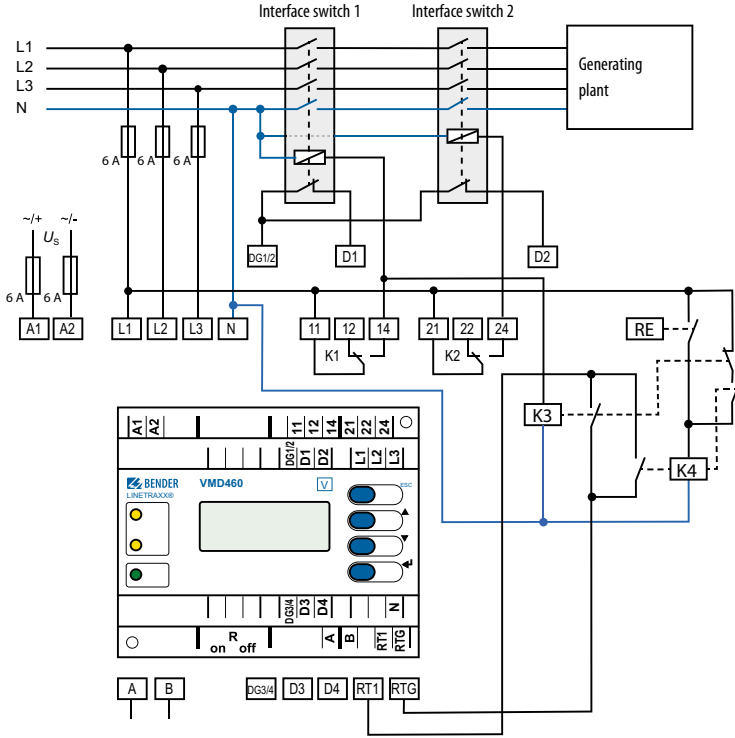 Interface switch 1
Interface switch 2
L1
L2
L3
N
Generating
plant
6 A
6 A
6 A
~/+
~/-
Us
6 A
6 A
DG1/2
D1
D2
A1
A2
L1
L2
L3
N
11
12
14
21
22
24
RE
K1
K2
K3
K4
A1
A2
11
12
14
21
22
24
DG1/2
D1
D2
L1
L2
L3
BENDER
LINETRAXX®
VMD460
V
ESC
DG3/4
D3
D4
N
R
on off
A
B
RT1
RTG
A
B
DG3/4
D3
D4
RT1
RTG